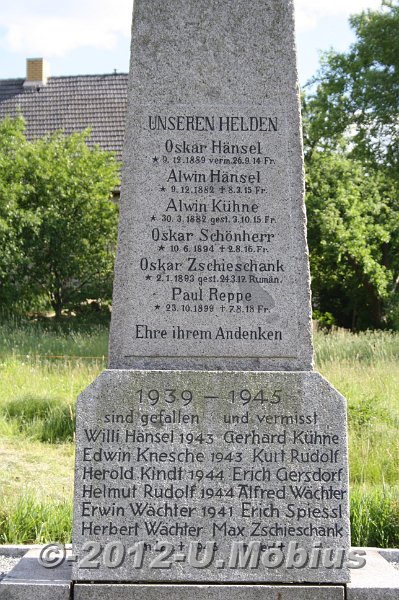 UNSEREN HELDEN
Oskar Hänsel
★ 9.12.1889 verm.26.9.14 Fr.
Alwin Hänsel
★ 9.12.1882 + 8.3.15 Fr.
Alwin Kühne
★ 30.3.1882 gest.3.10.15 Fr.
Oskar Schönherr
★ 10.6.1894 + 2.8.16 Fr.
Oskar Zschieschank
★ 2.1.1893 gest.24.3.17. Rumän.
Paul Reppe
★ 23.10.1899 + 7.8.18 Fr.
Ehre ihrem Andenken
1939 - 1945
sind gefallen und vermisst
Willi Hänsel 1943 Gerhard Kühne
Edwin Knesche 1943 Kurt Rudolf
Herold Kindt 1944 Erich Gersdorf
Helmut Rudolf 1944 Alfred Wächter
Erwin Wächter 1941 Erich Spiessl
Herbert Wächter Max Zschieschank
©-2012-U.Möbius